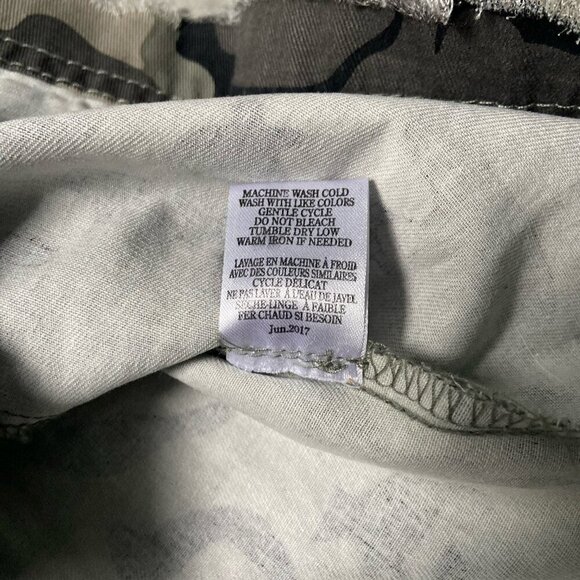 MACHINE WASH COLD
WASH WITH LIKE COLORS
GENTLE CYCLE
DO NOT BLEACH
TUMBLE DRY LOW
WARM IRON IF NEEDED
LAVAGE EN MACHINE À FROID
AVEC DES COULEURS SIMILAIRES
CYCLE DÉLICAT
NE PAS LAVER À L'EAU DE JAVEL
SÈCHE-LINGE À FAIBLE
FER CHAUD SI BESOIN
Jun.2017